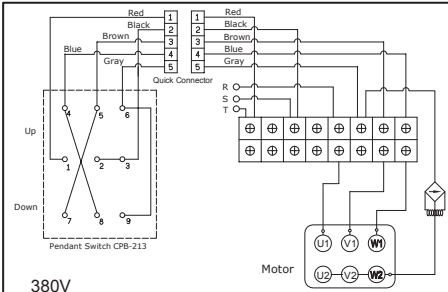 Red
Black
Brown
Blue
Gray
1
2
3
4
5
Quick Connector
1
2
3
4
5
Red
Black
Brown
Blue
Gray
R
S
T
Up
4
5
6
1
2
3
Down
7
8
9
Pendant Switch CPB-213
Motor
U1
V1
W1
U2
V2
W2
380V